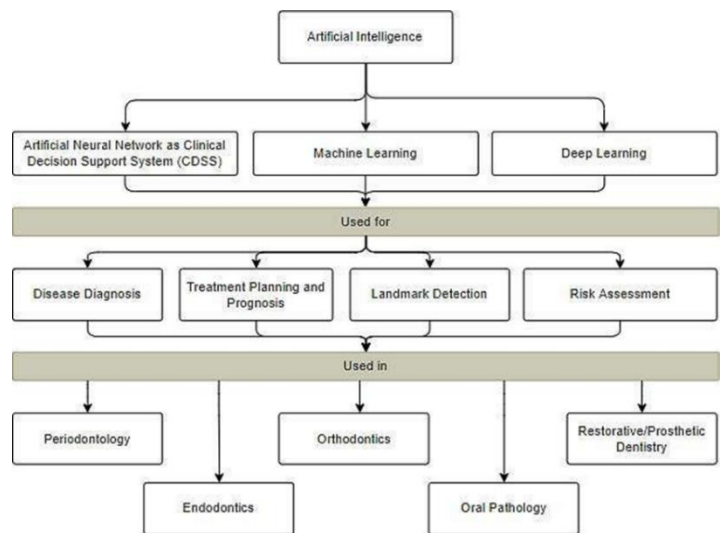 Artificial Intelligence
Artificial Neural Network as Clinical
Decision Support System (CDSS)
Machine Learning
Deep Learning
Used for
Disease Diagnosis
Treatment Planning and
Prognosis
Landmark Detection
Risk Assessment
Used in
Periodontology
Orthodontics
Restorative/Prosthetic
Dentistry
Endodontics
Oral Pathology